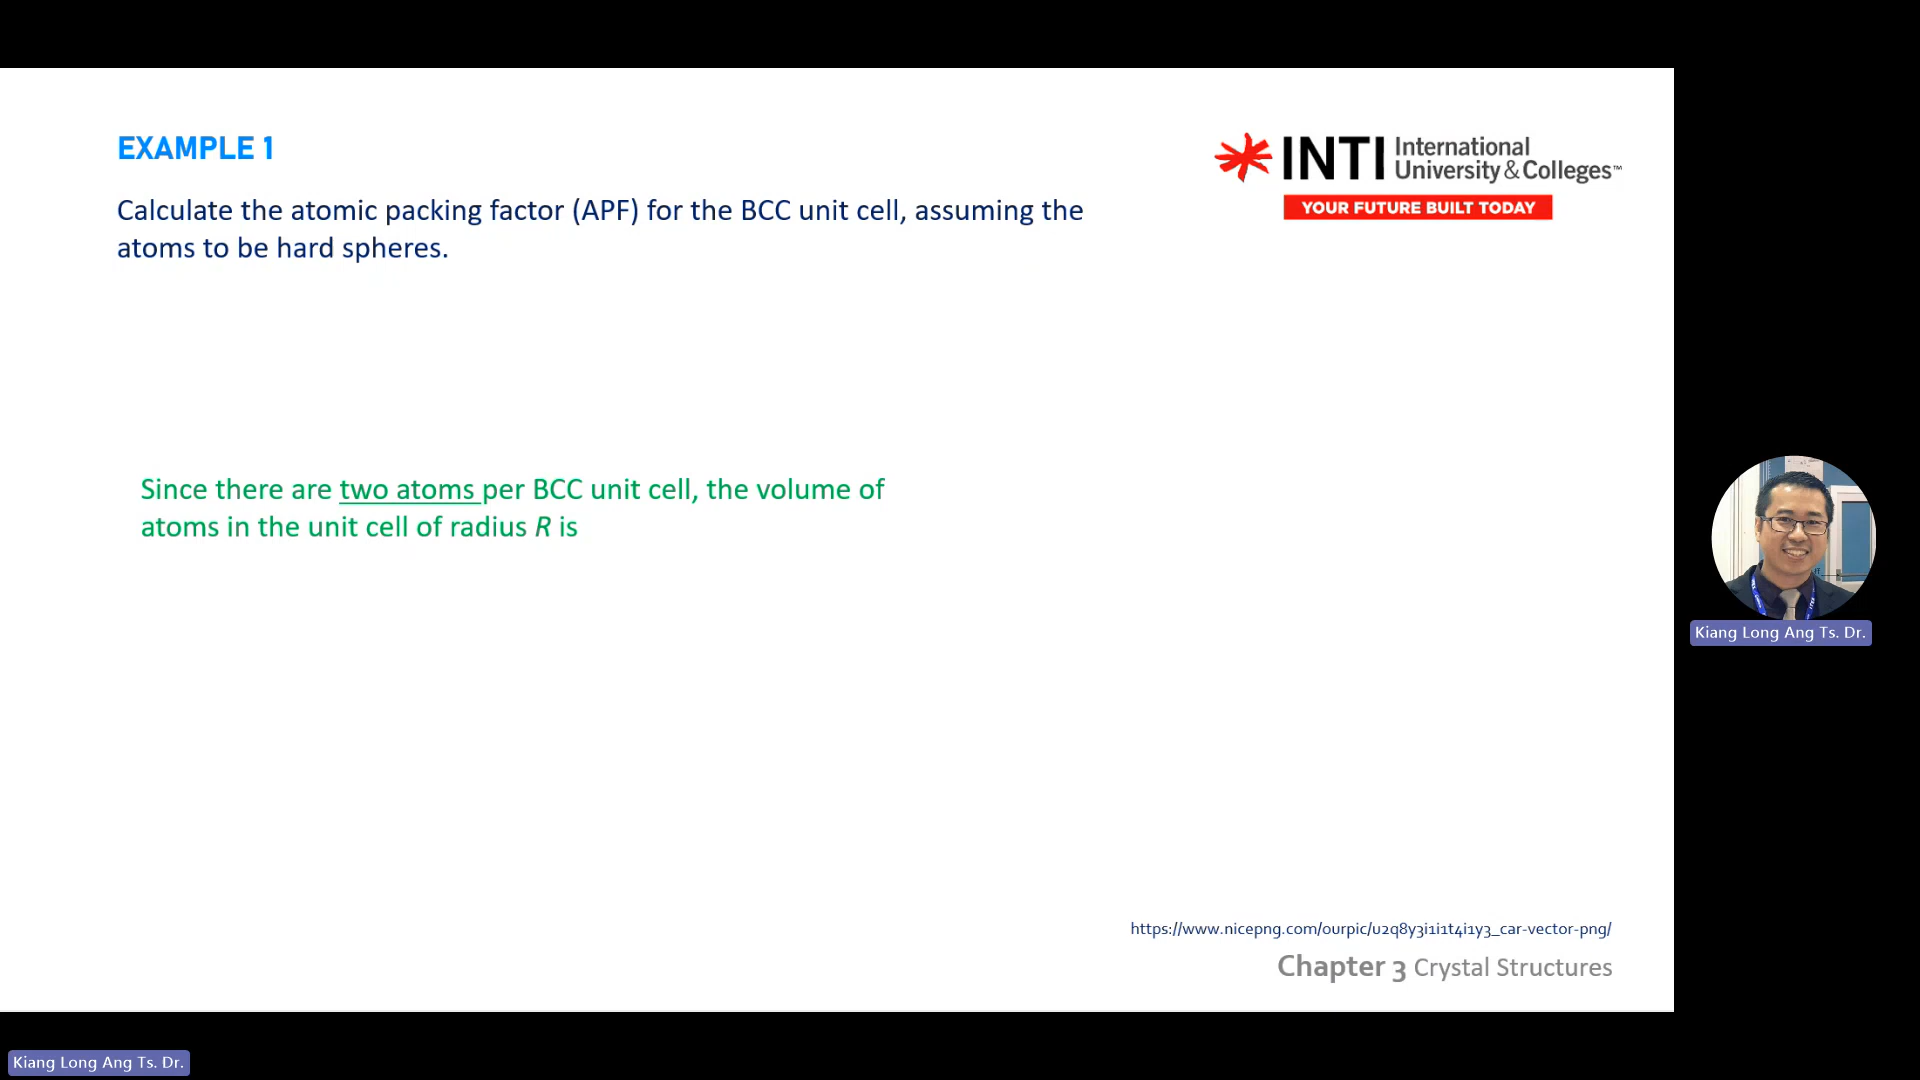 EXAMPLE 1
Calculate the atomic packing factor (APF) for the BCC unit cell, assuming the
atoms to be hard spheres.
INTI International
University & Colleges™
YOUR FUTURE BUILT TODAY
Since there are two atoms per BCC unit cell, the volume of
atoms in the unit cell of radius R is
Kiang Long Ang Ts. Dr.
https://www.nicepng.com/ourpic/u2q8y3i1i1t4i1y3_car-vector-png/
Chapter 3 Crystal Structures
Kiang Long Ang Ts. Dr.